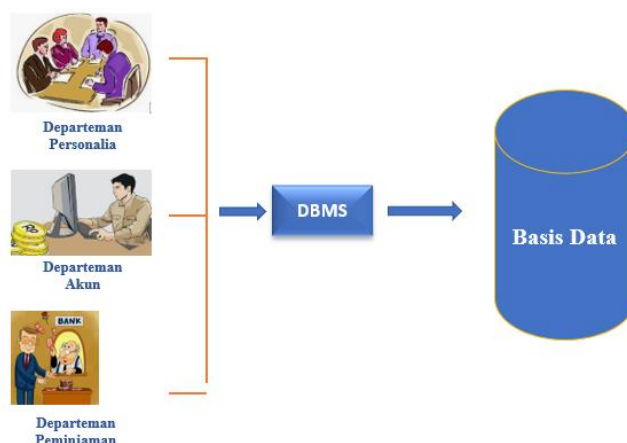 Departeman
Personalia
Departeman
Akun
BANK
Departeman
Peminjaman
DBMS
Basis Data